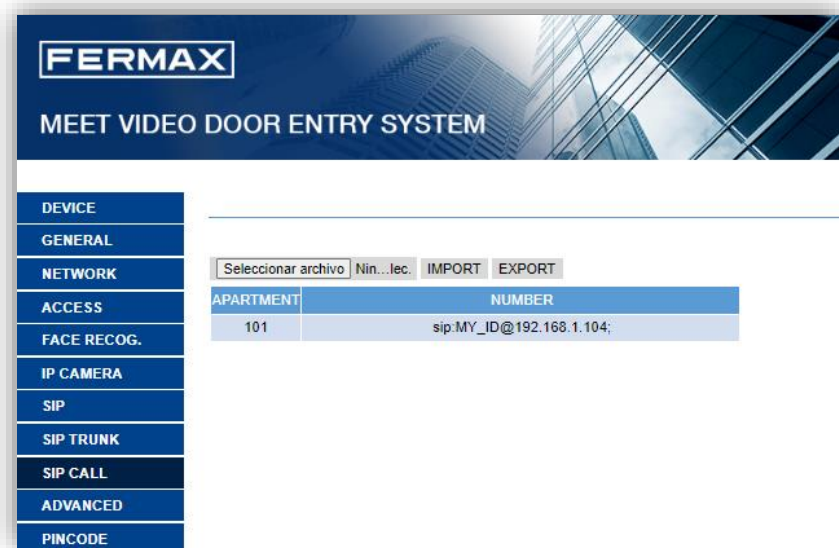 FERMAX
MEET VIDEO DOOR ENTRY SYSTEM
DEVICE
GENERAL
NETWORK
ACCESS
FACE RECOG.
IP CAMERA
SIP
SIP TRUNK
SIP CALL
ADVANCED
PINCODE
Seleccionar archivo Nin...lec. IMPORT EXPORT
APARTMENT NUMBER
101 sip:MY_ID@192.168.1.104;